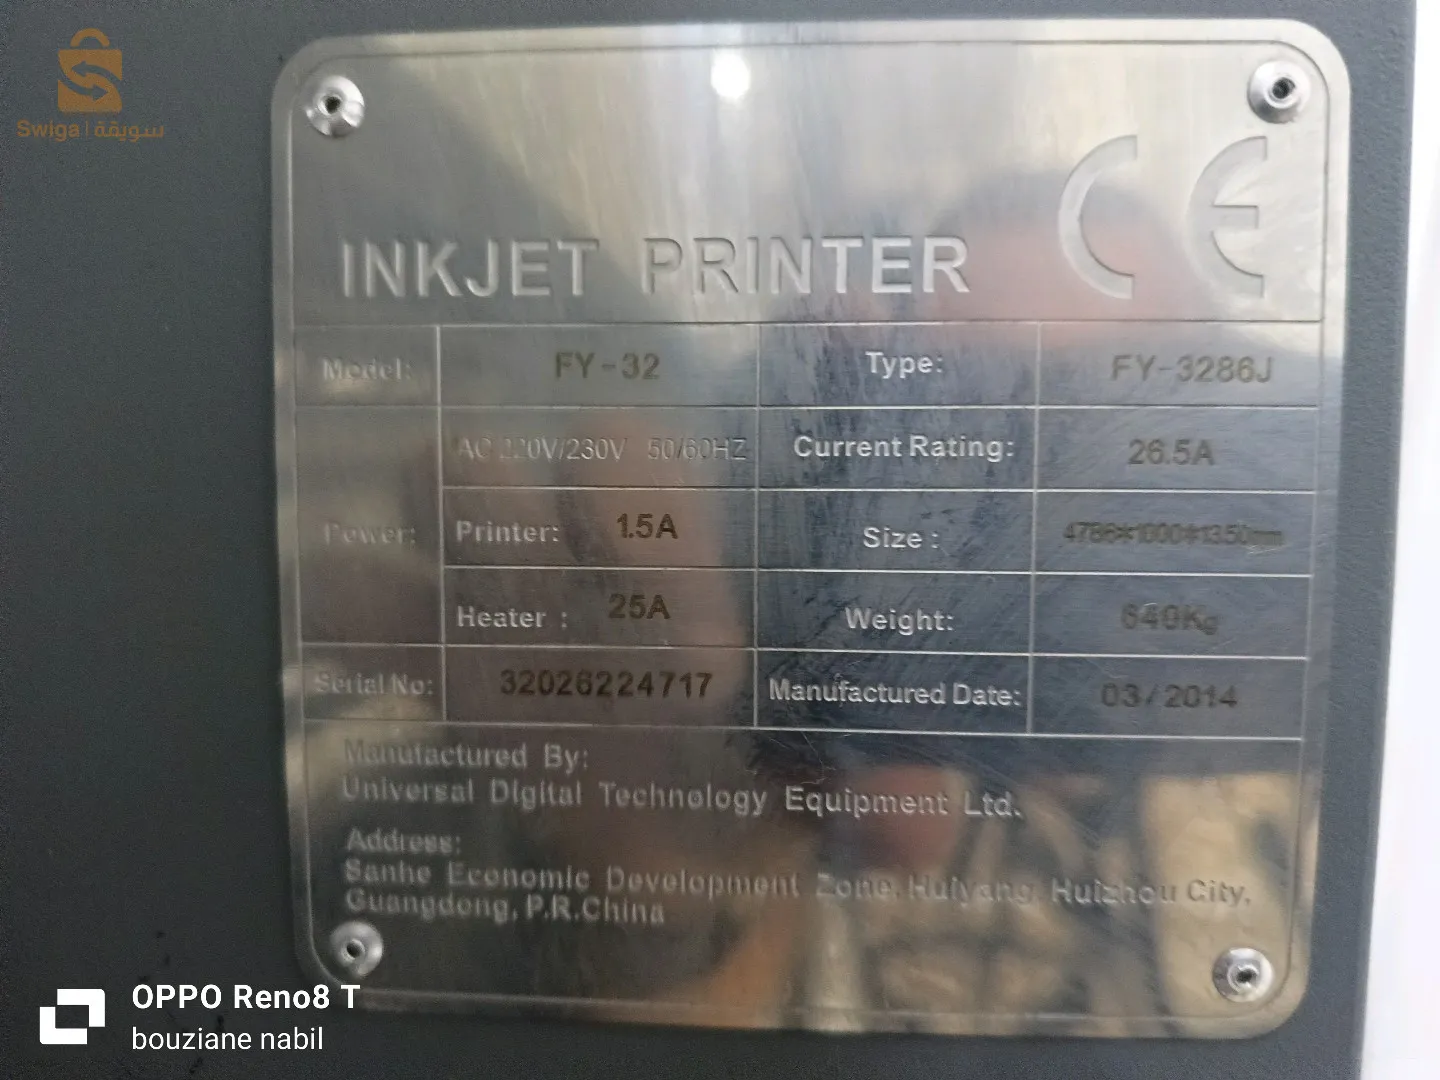 Swiga | سويقة
CE
INKJET PRINTER
Model: FY-32 Type: FY-3286J
Power: AC 220V/230V 50/60HZ Current Rating: 26.5A
Printer: 1.5A Size : 4786*1600*1350mm
Heater : 25A Weight: 640Kg
Serial No: 32026224717 Manufactured Date: 03/2014
Manufactured By:
Universal Digital Technology Equipment Ltd.
Address:
Sanhe Economic Development Zone, Huiyang, Huizhou City,
Guangdong, P.R.China
OPPO Reno8 T
bouziane nabil